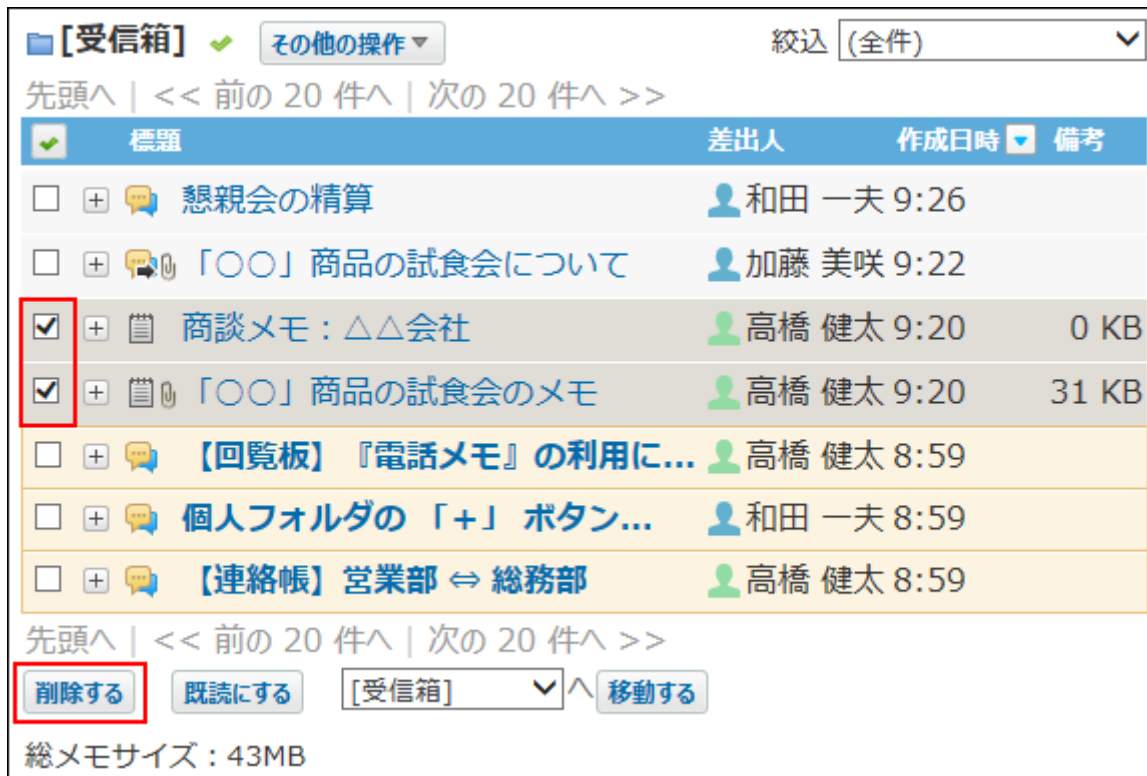 [受信箱] その他の操作 絞込 (全件)
先頭へ | << 前の 20 件へ | 次の 20 件へ >>
標題 差出人 作成日時 備考
懇親会の精算 和田 一夫 9:26
「○○」商品の試食会について 加藤 美咲 9:22
商談メモ：△△会社 高橋 健太 9:20 0 KB
「○○」商品の試食会のメモ 高橋 健太 9:20 31 KB
【回覧板】『電話メモ』の利用に... 高橋 健太 8:59
個人フォルダの 「+」 ボタン... 和田 一夫 8:59
【連絡帳】営業部 ⇔ 総務部 高橋 健太 8:59
先頭へ | << 前の 20 件へ | 次の 20 件へ >>
削除する 既読にする [受信箱] へ 移動する
総メモサイズ：43MB